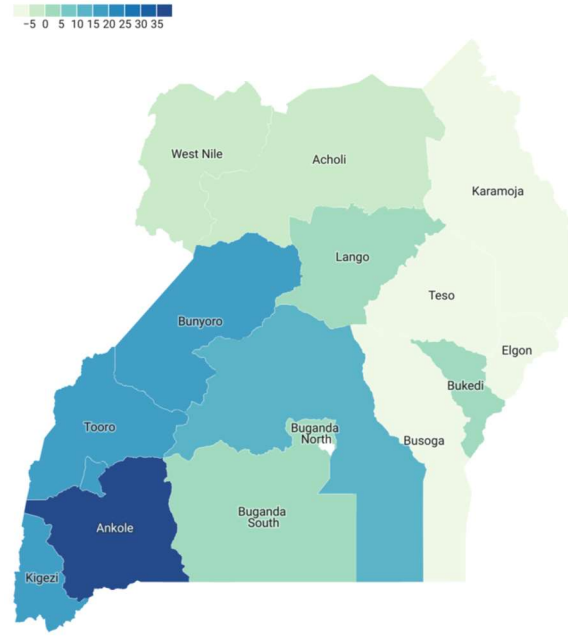 −5 0 5 10 15 20 25 30 35
West Nile
Acholi
Karamoja
Lango
Teso
Bunyoro
Elgon
Bukedi
Tooro
Buganda
North
Busoga
Buganda
South
Ankole
Kigezi